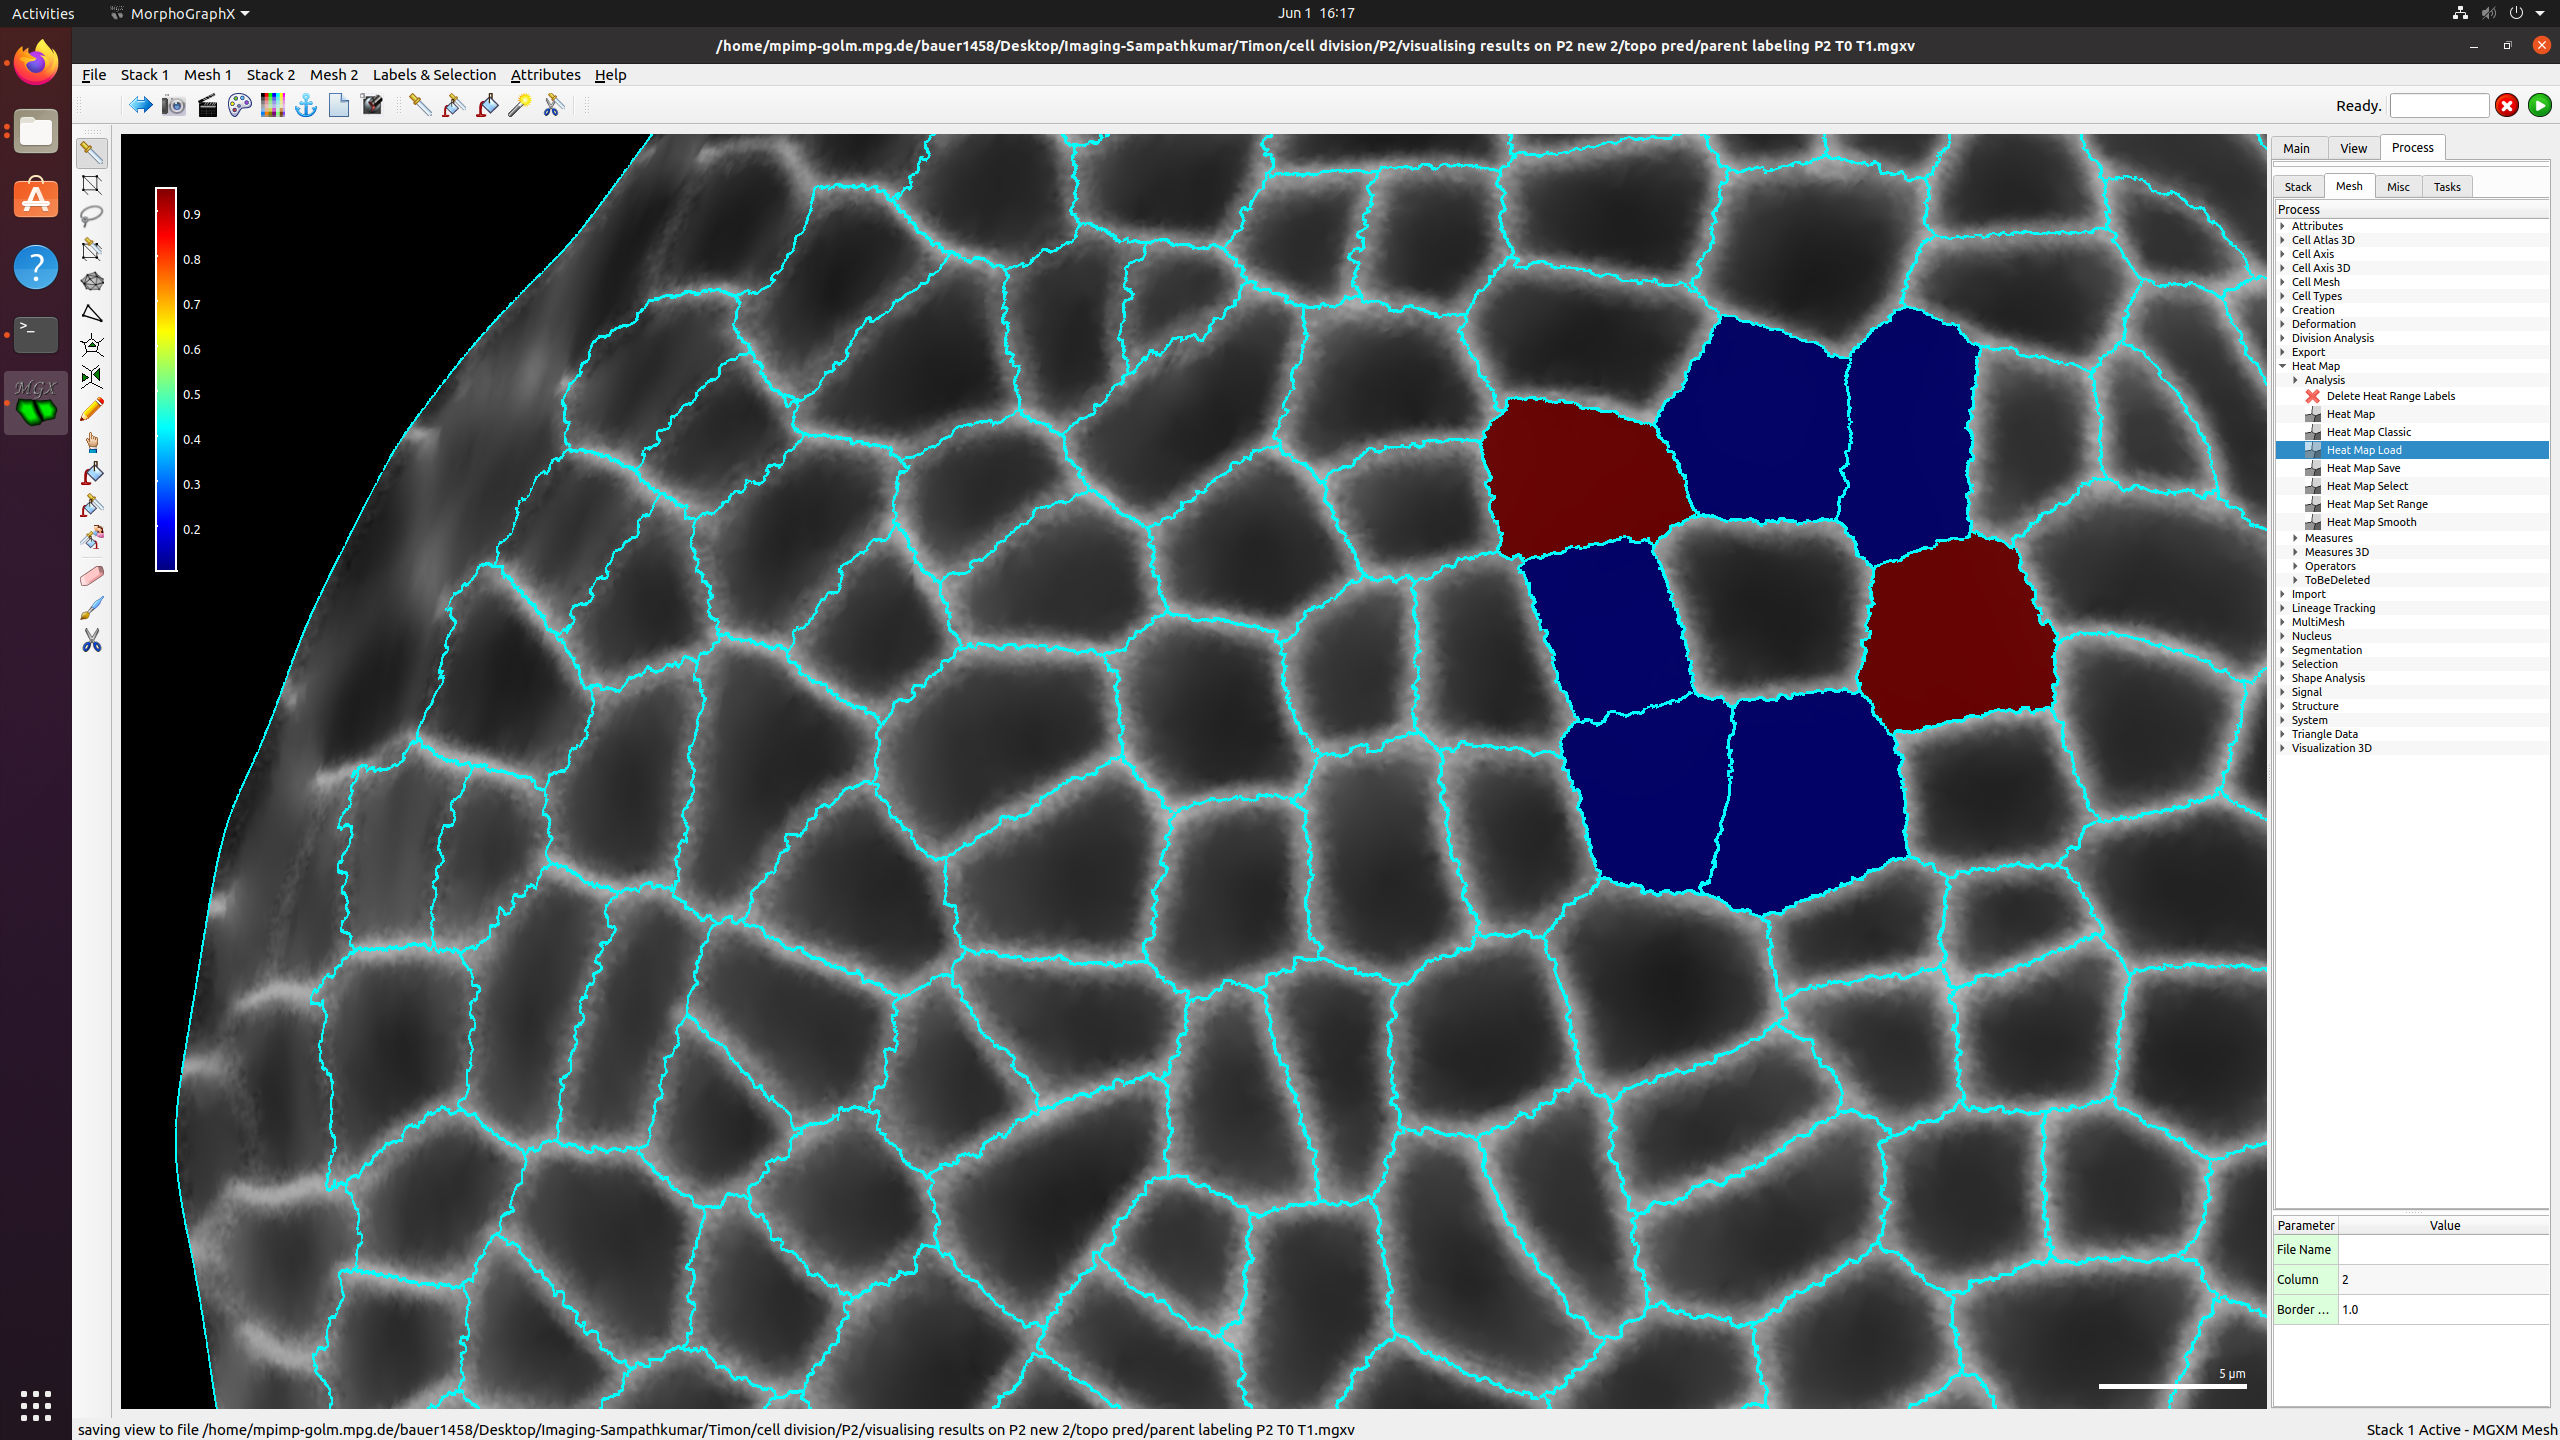 Activities MorphoGraphX Jun 1 16:17
/home/mpimp-golm.mpg.de/bauer1458/Desktop/Imaging-Sampathkumar/Timon/cell division/P2/visualising results on P2 new 2/topo pred/parent labeling P2 T0 T1.mgxv
File Stack 1 Mesh 1 Stack 2 Mesh 2 Labels & Selection Attributes Help
Ready.
Main View Process
Stack Mesh Misc Tasks
Process
Attributes
Cell Atlas 3D
Cell Axis
Cell Axis 3D
Cell Mesh
Cell Types
Creation
Deformation
Division Analysis
Export
Heat Map
Analysis
Delete Heat Range Labels
Heat Map
Heat Map Classic
Heat Map Load
Heat Map Save
Heat Map Select
Heat Map Set Range
Heat Map Smooth
Measures
Measures 3D
Operators
ToBeDeleted
Import
Lineage Tracking
MultiMesh
Nucleus
Segmentation
Selection
Shape Analysis
Signal
Structure
System
Triangle Data
Visualization 3D
Parameter Value
File Name
Column 2
Border ... 1.0
0.9
0.8
0.7
0.6
0.5
0.4
0.3
0.2
MGX
5 µm
saving view to file /home/mpimp-golm.mpg.de/bauer1458/Desktop/Imaging-Sampathkumar/Timon/cell division/P2/visualising results on P2 new 2/topo pred/parent labeling P2 T0 T1.mgxv
Stack 1 Active - MGXM Mesh